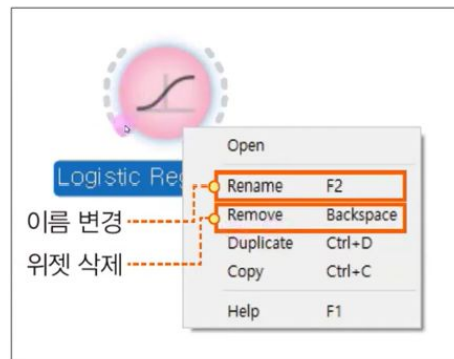 Open
Logistic Re
Rename F2
이름 변경
Remove Backspace
위젯 삭제
Duplicate Ctrl+D
Copy Ctrl+C
Help F1